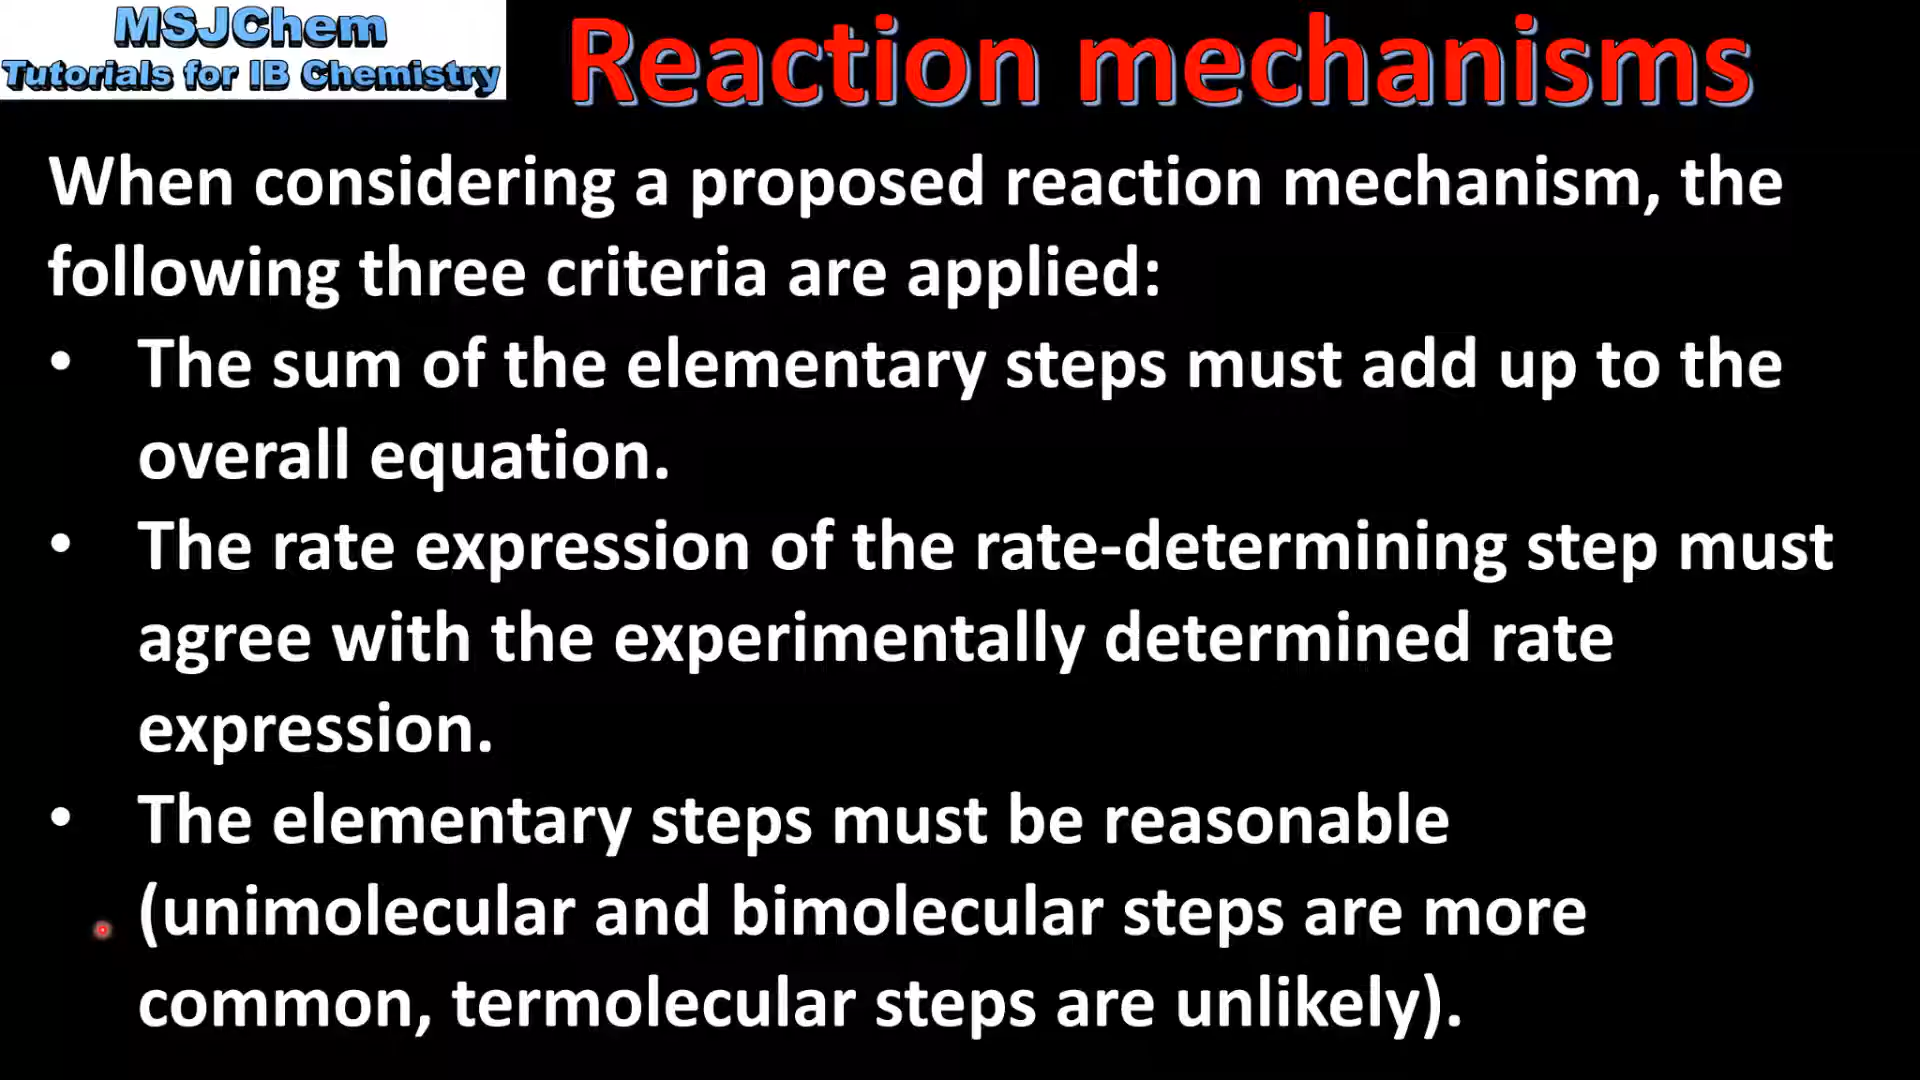 MSJChem
Tutorials for IB Chemistry
Reaction mechanisms
When considering a proposed reaction mechanism, the
following three criteria are applied:
• The sum of the elementary steps must add up to the
overall equation.
• The rate expression of the rate-determining step must
agree with the experimentally determined rate
expression.
• The elementary steps must be reasonable
(unimolecular and bimolecular steps are more
common, termolecular steps are unlikely).